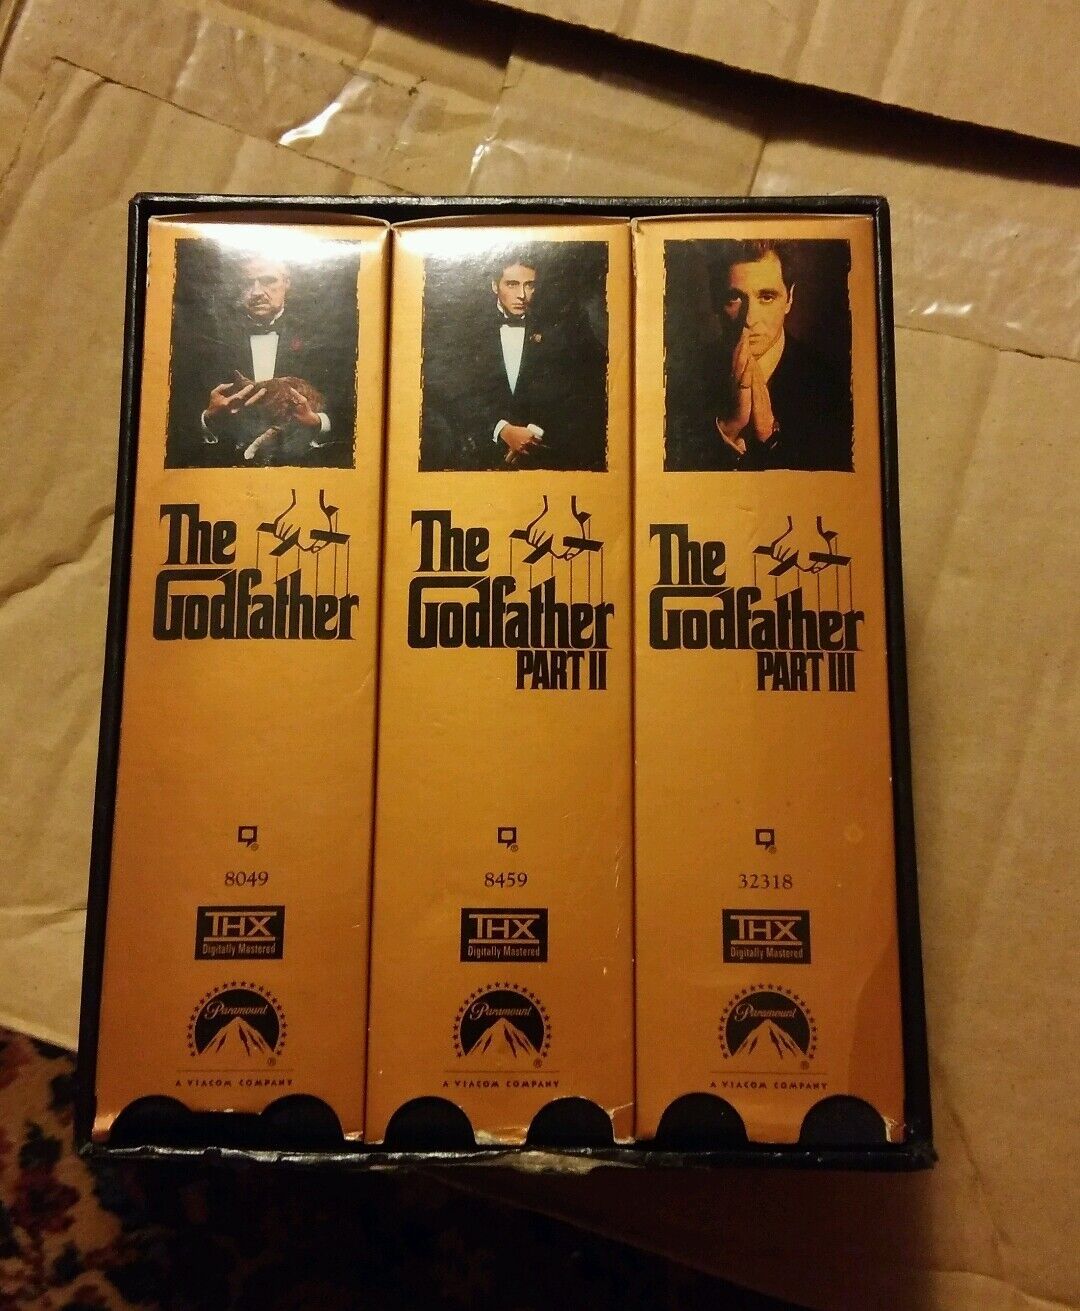 The
Godfather
8049
THX
Digitally Mastered
Paramount
®
A VIACOM COMPANY
The
Godfather
PART II
8459
THX
Digitally Mastered
Paramount
®
A VIACOM COMPANY
The
Godfather
PART III
32318
THX
Digitally Mastered
Paramount
®
A VIACOM COMPANY